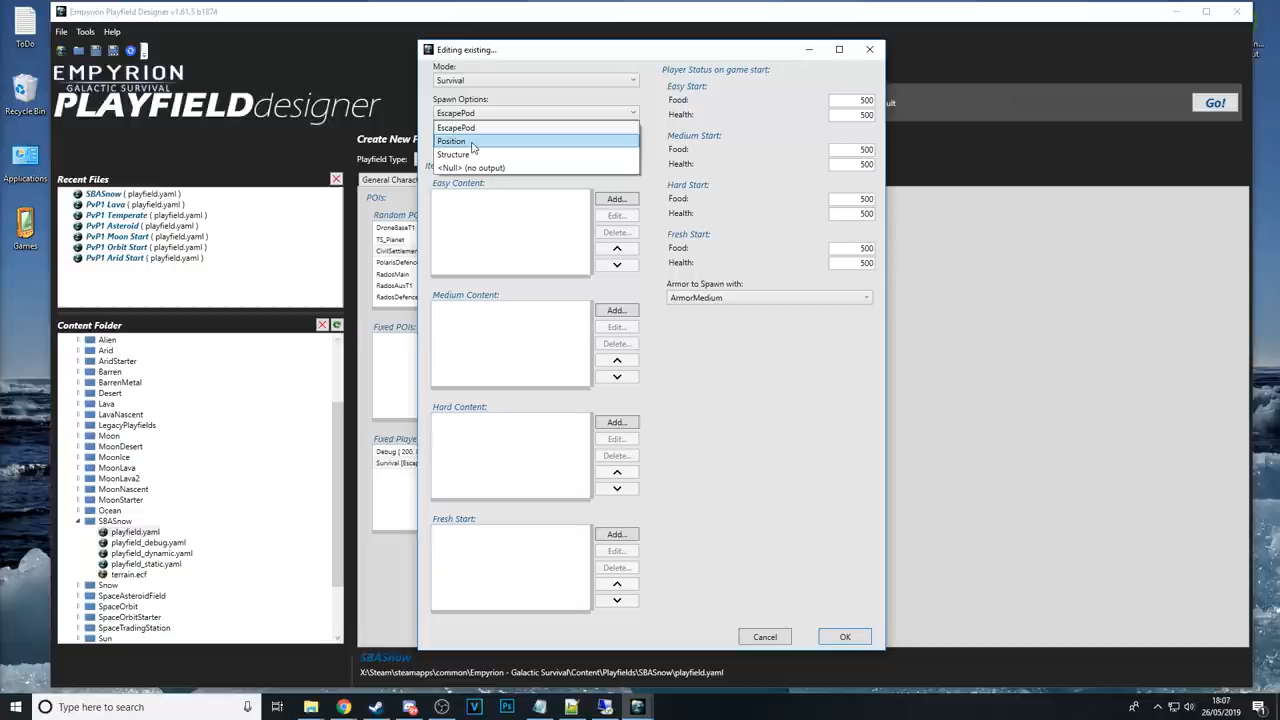 ToDo
Recycle Bin
Applications
Games
Empyrion Playfield Designer v1.61.5 b1874
File
Tools
Help
EMPYRION
GALACTIC SURVIVAL
PLAYFIELDdesigner
Recent Files
SBASnow ( playfield.yaml )
PvP1 Lava ( playfield.yaml )
PvP1 Temperate ( playfield.yaml )
PvP1 Asteroid ( playfield.yaml )
PvP1 Moon Start ( playfield.yaml )
PvP1 Orbit Start ( playfield.yaml )
PvP1 Arid Start ( playfield.yaml )
Content Folder
Alien
Arid
AridStarter
Barren
BarrenMetal
Desert
Lava
LavaNascent
LegacyPlayfields
Moon
MoonDesert
MoonIce
MoonLava
MoonLava2
MoonNascent
MoonStarter
Ocean
SBASnow
playfield.yaml
playfield_debug.yaml
playfield_dynamic.yaml
playfield_static.yaml
terrain.ecf
Snow
SpaceAsteroidField
SpaceOrbit
SpaceOrbitStarter
SpaceTradingStation
Sun
Create New P
Playfield Type:
General Charac
POIs:
Random PO
DroneBaseT1
TS_Planet
CivilSettlemen
PolarisDefenc
RadosMain
RadosAuxT1
RadosDefence
Fixed POIs:
Fixed Playe
Debug [ 200,
Survival [Escap
Editing existing...
Mode:
Survival
Spawn Options:
EscapePod
EscapePod
Position
Structure
<Null> (no output)
Ite
Easy Content:
Add...
Edit...
Delete...
Medium Content:
Add...
Edit...
Delete...
Hard Content:
Add...
Edit...
Delete...
Fresh Start:
Add...
Edit...
Delete...
Player Status on game start:
Easy Start:
Food: 500
Health: 500
Medium Start:
Food: 500
Health: 500
Hard Start:
Food: 500
Health: 500
Fresh Start:
Food: 500
Health: 500
Armor to Spawn with:
ArmorMedium
Cancel
OK
ult
Go!
SBASnow
X:\Steam\steamapps\common\Empyrion - Galactic Survival\Content\Playfields\SBASnow\playfield.yaml
Type here to search
18:07
26/05/2019